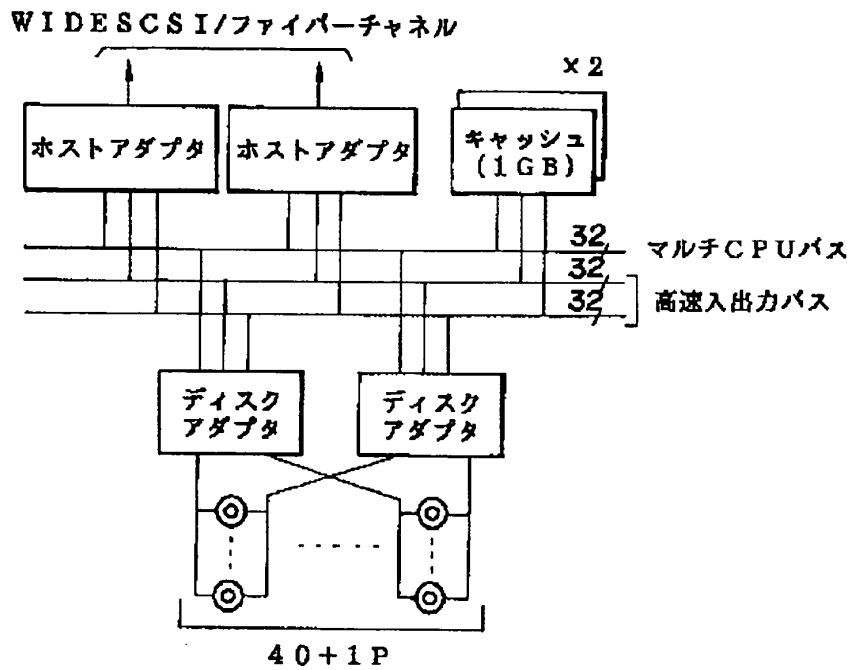 WIDESCSI/ファイバーチャネル
×2
ホストアダプタ
ホストアダプタ
キャッシュ
(1GB)
32
マルチCPUバス
32
32
高速入出力バス
ディスク
アダプタ
ディスク
アダプタ
40+1P